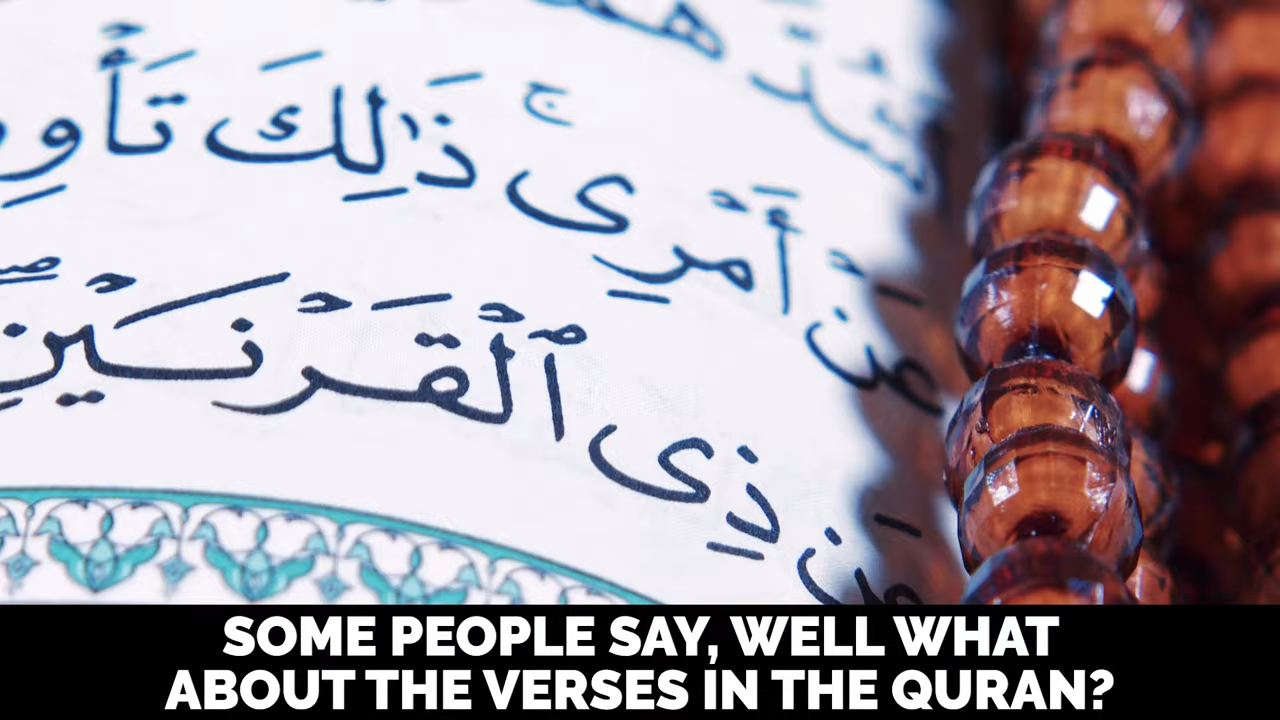 عَنْ أَمْرِى ۚ ذَٰلِكَ تَأْوِ
عَن ذِى ٱلْقَرْنَيْنِ ۖ
SOME PEOPLE SAY, WELL WHAT
ABOUT THE VERSES IN THE QURAN?